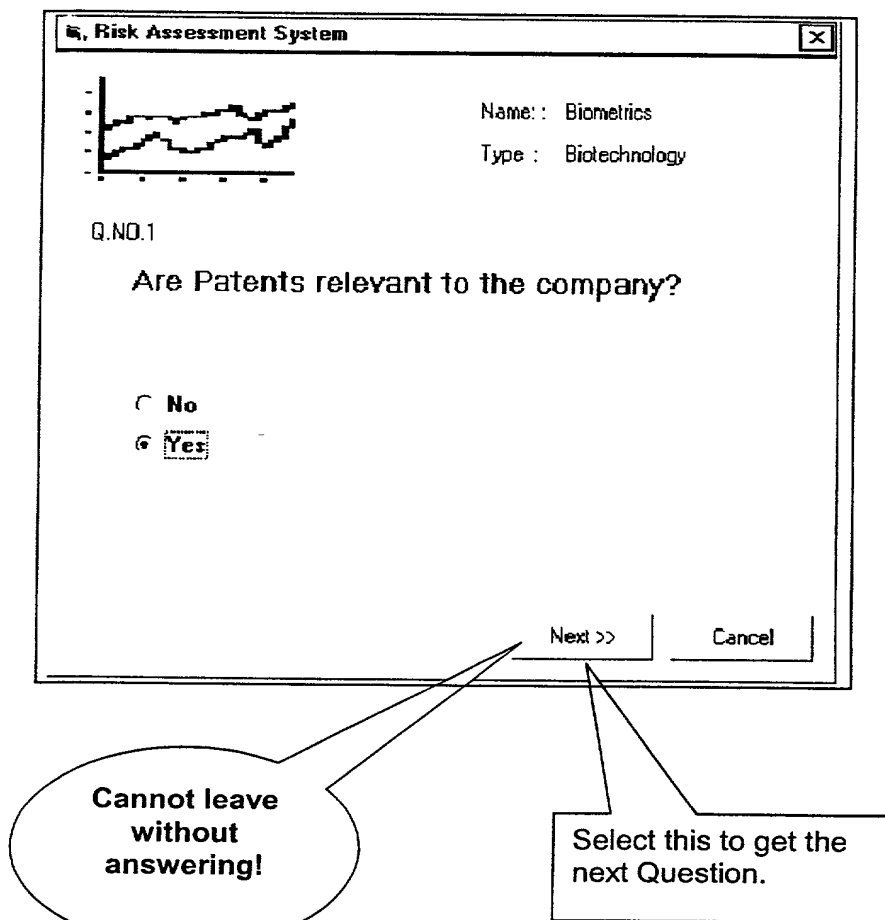 Risk Assessment System
Name: : Biometrics
Type : Biotechnology
Q.NO.1
Are Patents relevant to the company?
No
Yes
Next >>
Cancel
Cannot leave
without
answering!
Select this to get the
next Question.